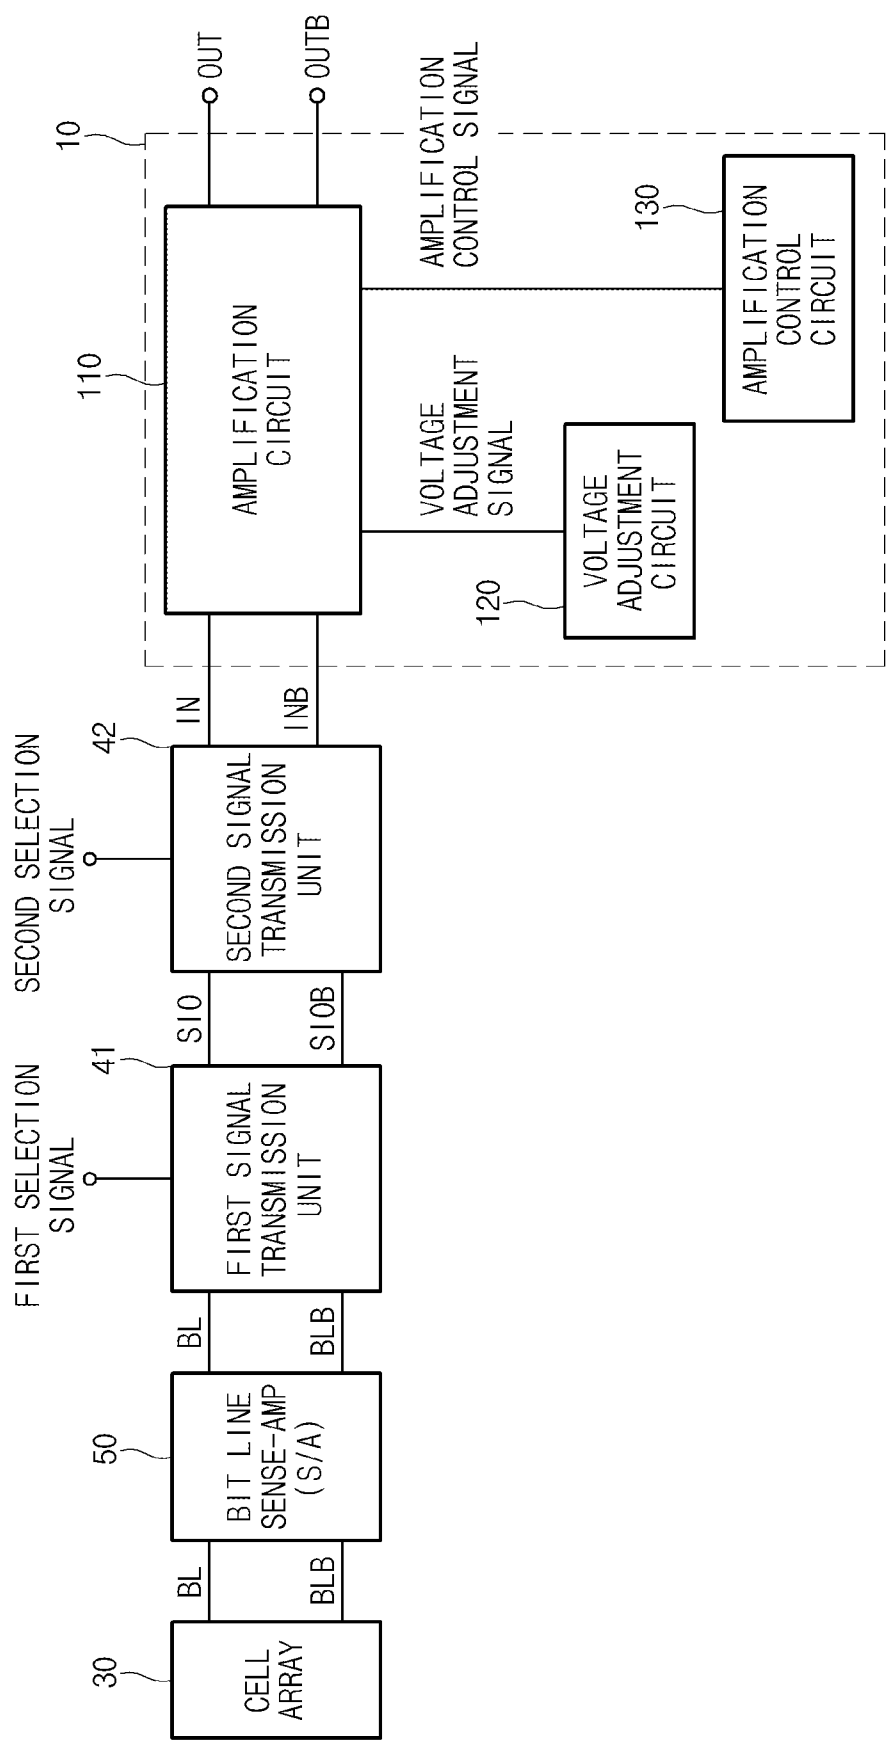 FIRST SELECTION
SIGNAL
SECOND SELECTION
SIGNAL
30
CELL
ARRAY
BL
BLB
50
BIT LINE
SENSE-AMP
(S/A)
BL
BLB
41
FIRST SIGNAL
TRANSMISSION
UNIT
SIO
SIOB
42
SECOND SIGNAL
TRANSMISSION
UNIT
IN
INB
10
110
AMPLIFICATION
CIRCUIT
OUT
OUTB
VOLTAGE
ADJUSTMENT
SIGNAL
AMPLIFICATION
CONTROL SIGNAL
120
VOLTAGE
ADJUSTMENT
CIRCUIT
130
AMPLIFICATION
CONTROL
CIRCUIT